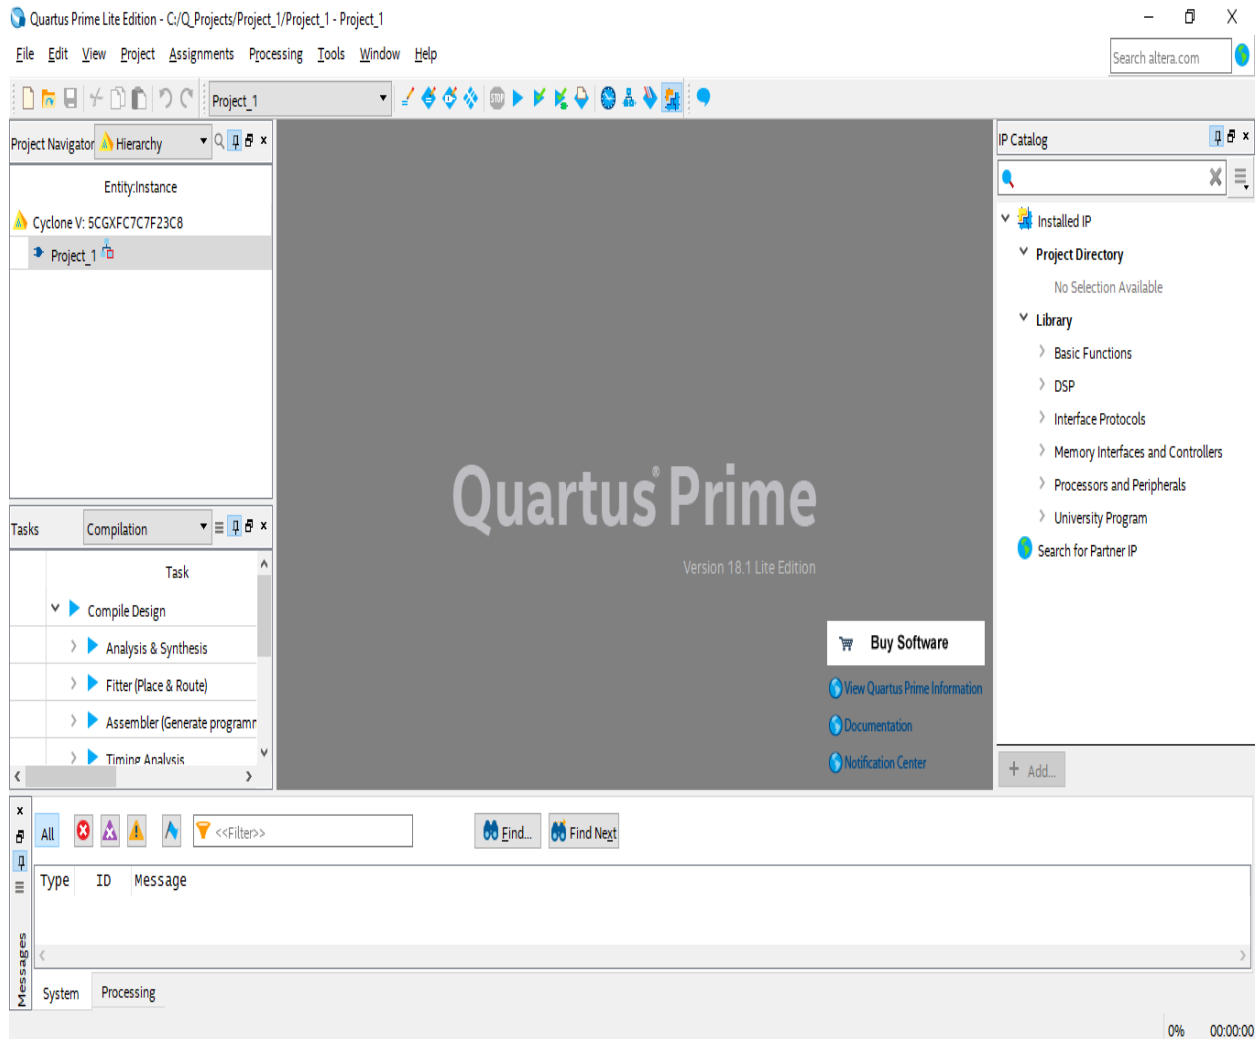 Quartus Prime Lite Edition - C:/Q_Projects/Project_1/Project_1 - Project_1
File Edit View Project Assignments Processing Tools Window Help
Search altera.com
Project_1
STOP
Project Navigator Hierarchy
Entity:Instance
Cyclone V: 5CGXFC7C7F23C8
Project_1
Tasks Compilation
Task
Compile Design
Analysis & Synthesis
Fitter (Place & Route)
Assembler (Generate programm
Timing Analysis
Quartus® Prime
Version 18.1 Lite Edition
Buy Software
View Quartus Prime Information
Documentation
Notification Center
IP Catalog
Installed IP
Project Directory
No Selection Available
Library
Basic Functions
DSP
Interface Protocols
Memory Interfaces and Controllers
Processors and Peripherals
University Program
Search for Partner IP
+ Add...
All <<Filter>> Find... Find Next
Type ID Message
Messages
System Processing
0% 00:00:00